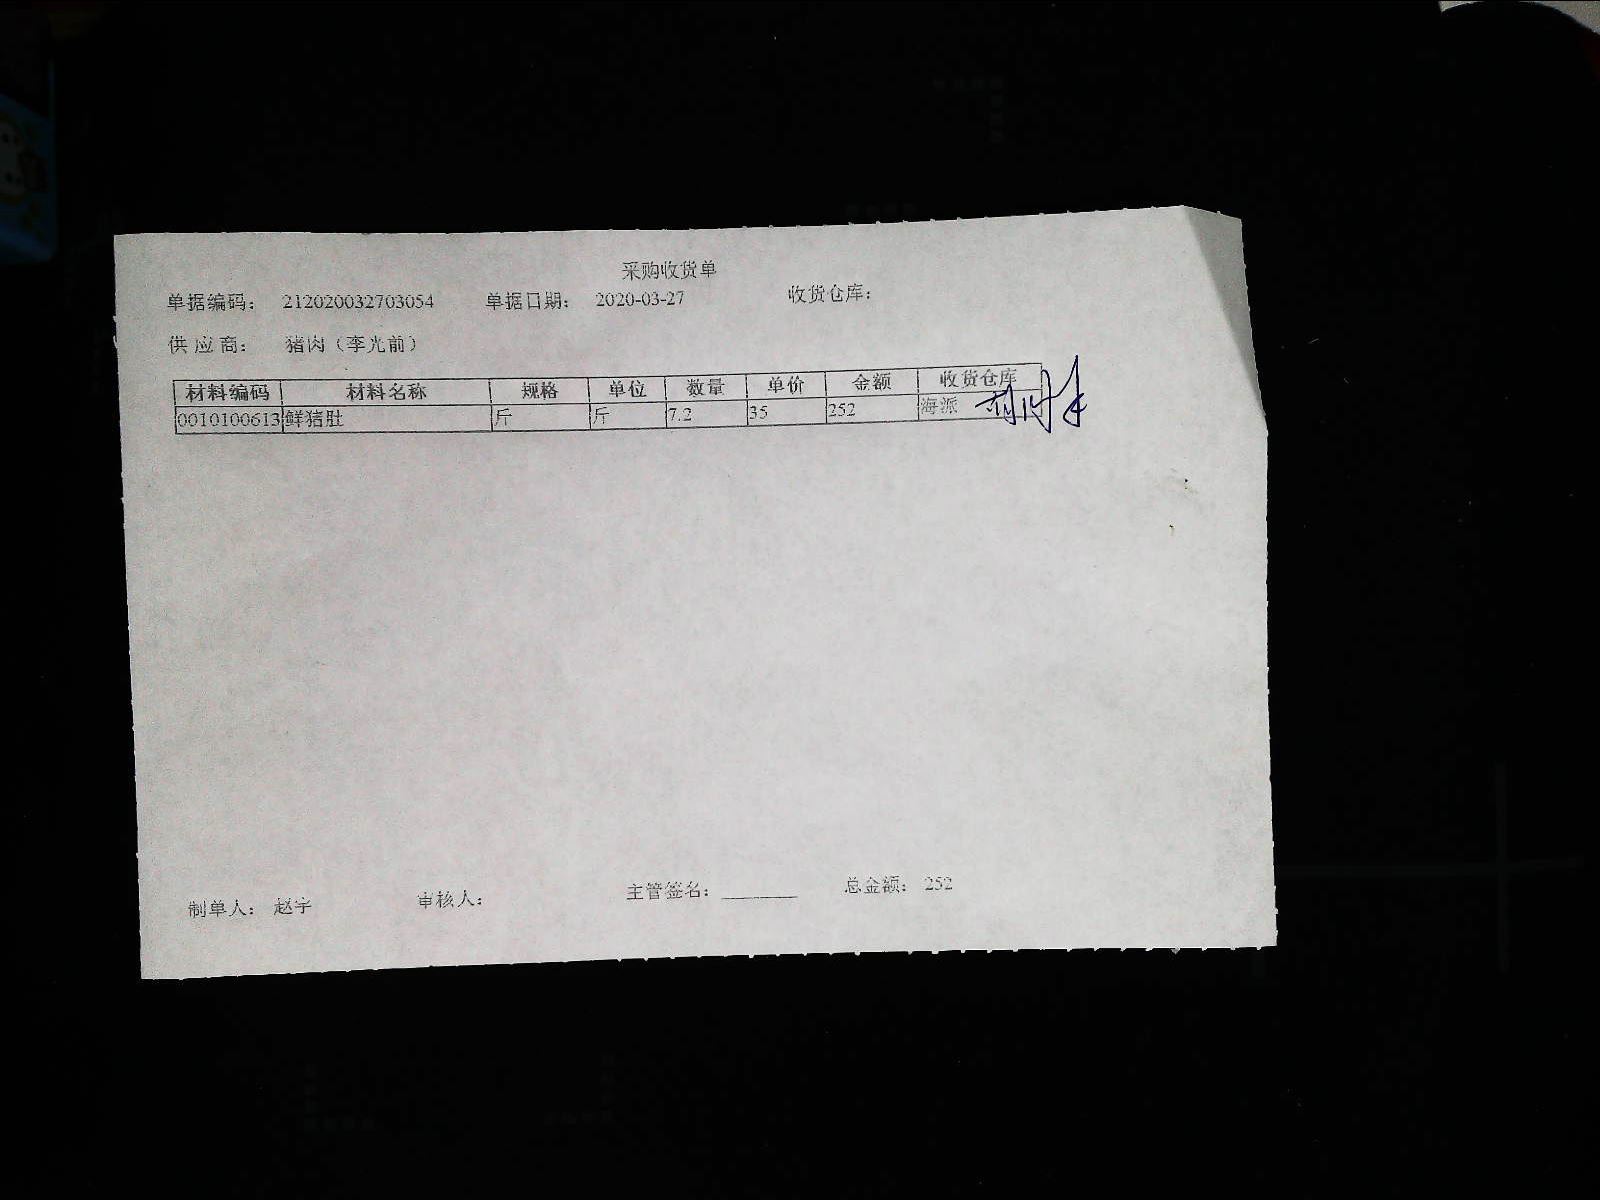 采购收货单
单据编码： 212020032703054 单据日期： 2020-03-27 收货仓库：
供应商： 猪肉（李光前）
材料编码 材料名称 规格 单位 数量 单价 金额 收货仓库
0010100613 鲜猪肚 斤 斤 7.2 35 252 海派
制单人： 赵宇 审核人： 主管签名：________ 总金额： 252